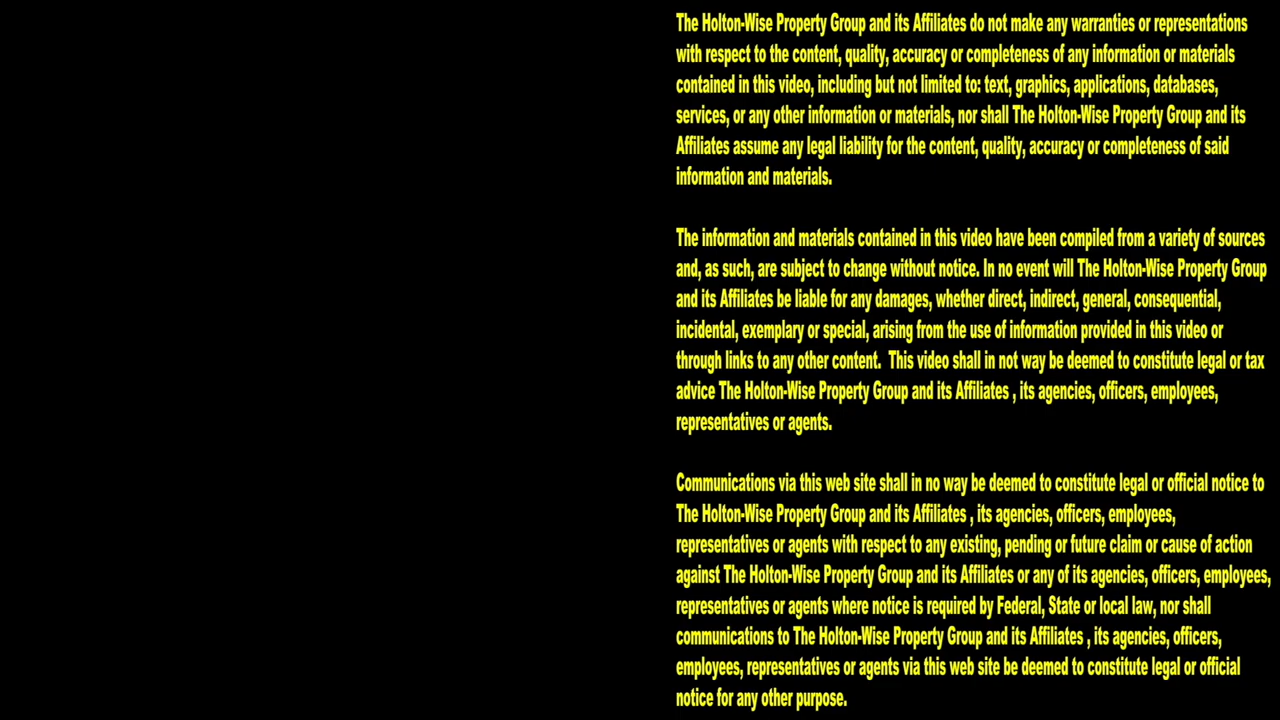 The Holton-Wise Property Group and its Affiliates do not make any warranties or representations
with respect to the content, quality, accuracy or completeness of any information or materials
contained in this video, including but not limited to: text, graphics, applications, databases,
services, or any other information or materials, nor shall The Holton-Wise Property Group and its
Affiliates assume any legal liability for the content, quality, accuracy or completeness of said
information and materials.
The information and materials contained in this video have been compiled from a variety of sources
and, as such, are subject to change without notice. In no event will The Holton-Wise Property Group
and its Affiliates be liable for any damages, whether direct, indirect, general, consequential,
incidental, exemplary or special, arising from the use of information provided in this video or
through links to any other content.  This video shall in not way be deemed to constitute legal or tax
advice The Holton-Wise Property Group and its Affiliates , its agencies, officers, employees,
representatives or agents.
Communications via this web site shall in no way be deemed to constitute legal or official notice to
The Holton-Wise Property Group and its Affiliates , its agencies, officers, employees,
representatives or agents with respect to any existing, pending or future claim or cause of action
against The Holton-Wise Property Group and its Affiliates or any of its agencies, officers, employees,
representatives or agents where notice is required by Federal, State or local law, nor shall
communications to The Holton-Wise Property Group and its Affiliates , its agencies, officers,
employees, representatives or agents via this web site be deemed to constitute legal or official
notice for any other purpose.